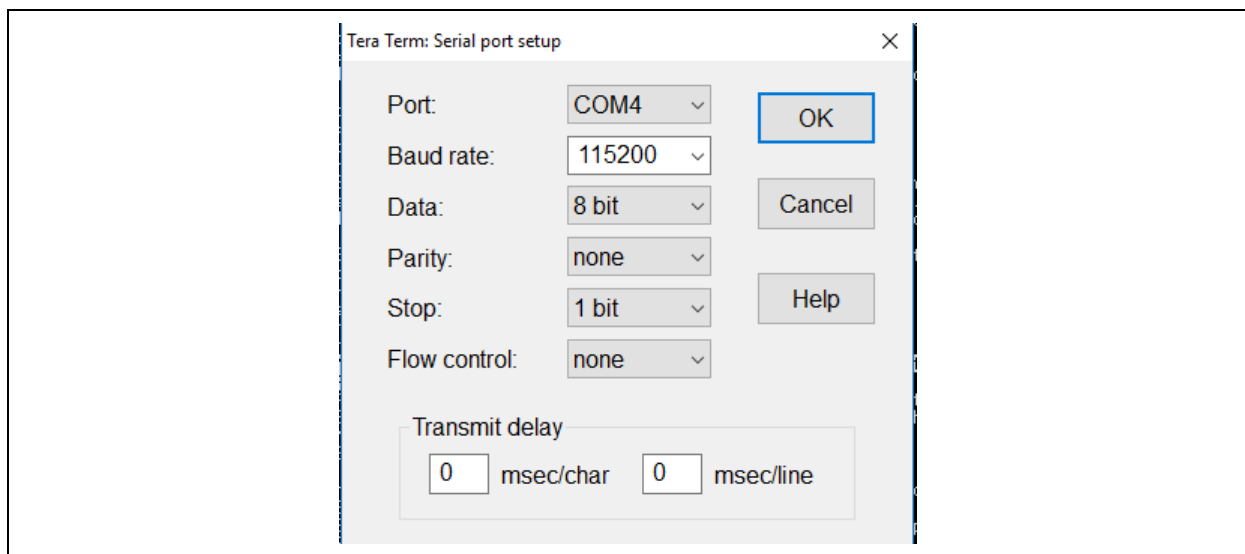 Tera Term: Serial port setup
Port: COM4
OK
Baud rate: 115200
Data: 8 bit
Cancel
Parity: none
Stop: 1 bit
Help
Flow control: none
Transmit delay
0 msec/char 0 msec/line